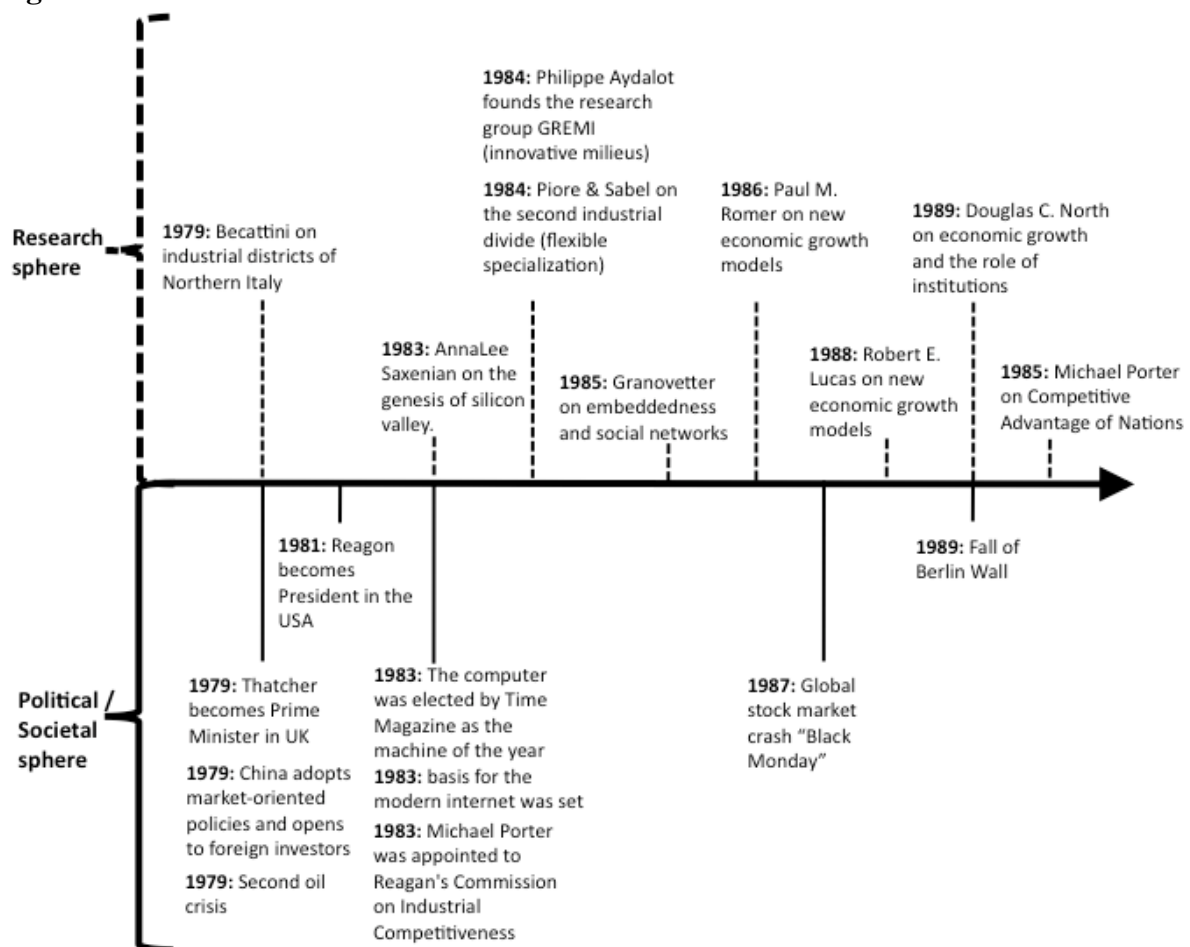 1984: Philippe Aydalot
founds the research
group GREMI
(innovative milieus)
1984: Piore & Sabel on
the second industrial
divide (flexible
specialization)
1986: Paul M.
Romer on new
economic growth
models
1989: Douglas C. North
on economic growth
and the role of
institutions
Research
sphere
1979: Becattini on
industrial districts of
Northern Italy
1983: AnnaLee
Saxenian on the
genesis of silicon
valley.
1985: Granovetter
on embeddedness
and social networks
1988: Robert E.
Lucas on new
economic growth
models
1985: Michael Porter
on Competitive
Advantage of Nations
1981: Reagon
becomes
President in the
USA
1989: Fall of
Berlin Wall
Political /
Societal
sphere
1979: Thatcher
becomes Prime
Minister in UK
1979: China adopts
market-oriented
policies and opens
to foreign investors
1979: Second oil
crisis
1983: The computer
was elected by Time
Magazine as the
machine of the year
1983: basis for the
modern internet was set
1983: Michael Porter
was appointed to
Reagan's Commission
on Industrial
Competitiveness
1987: Global
stock market
crash “Black
Monday”